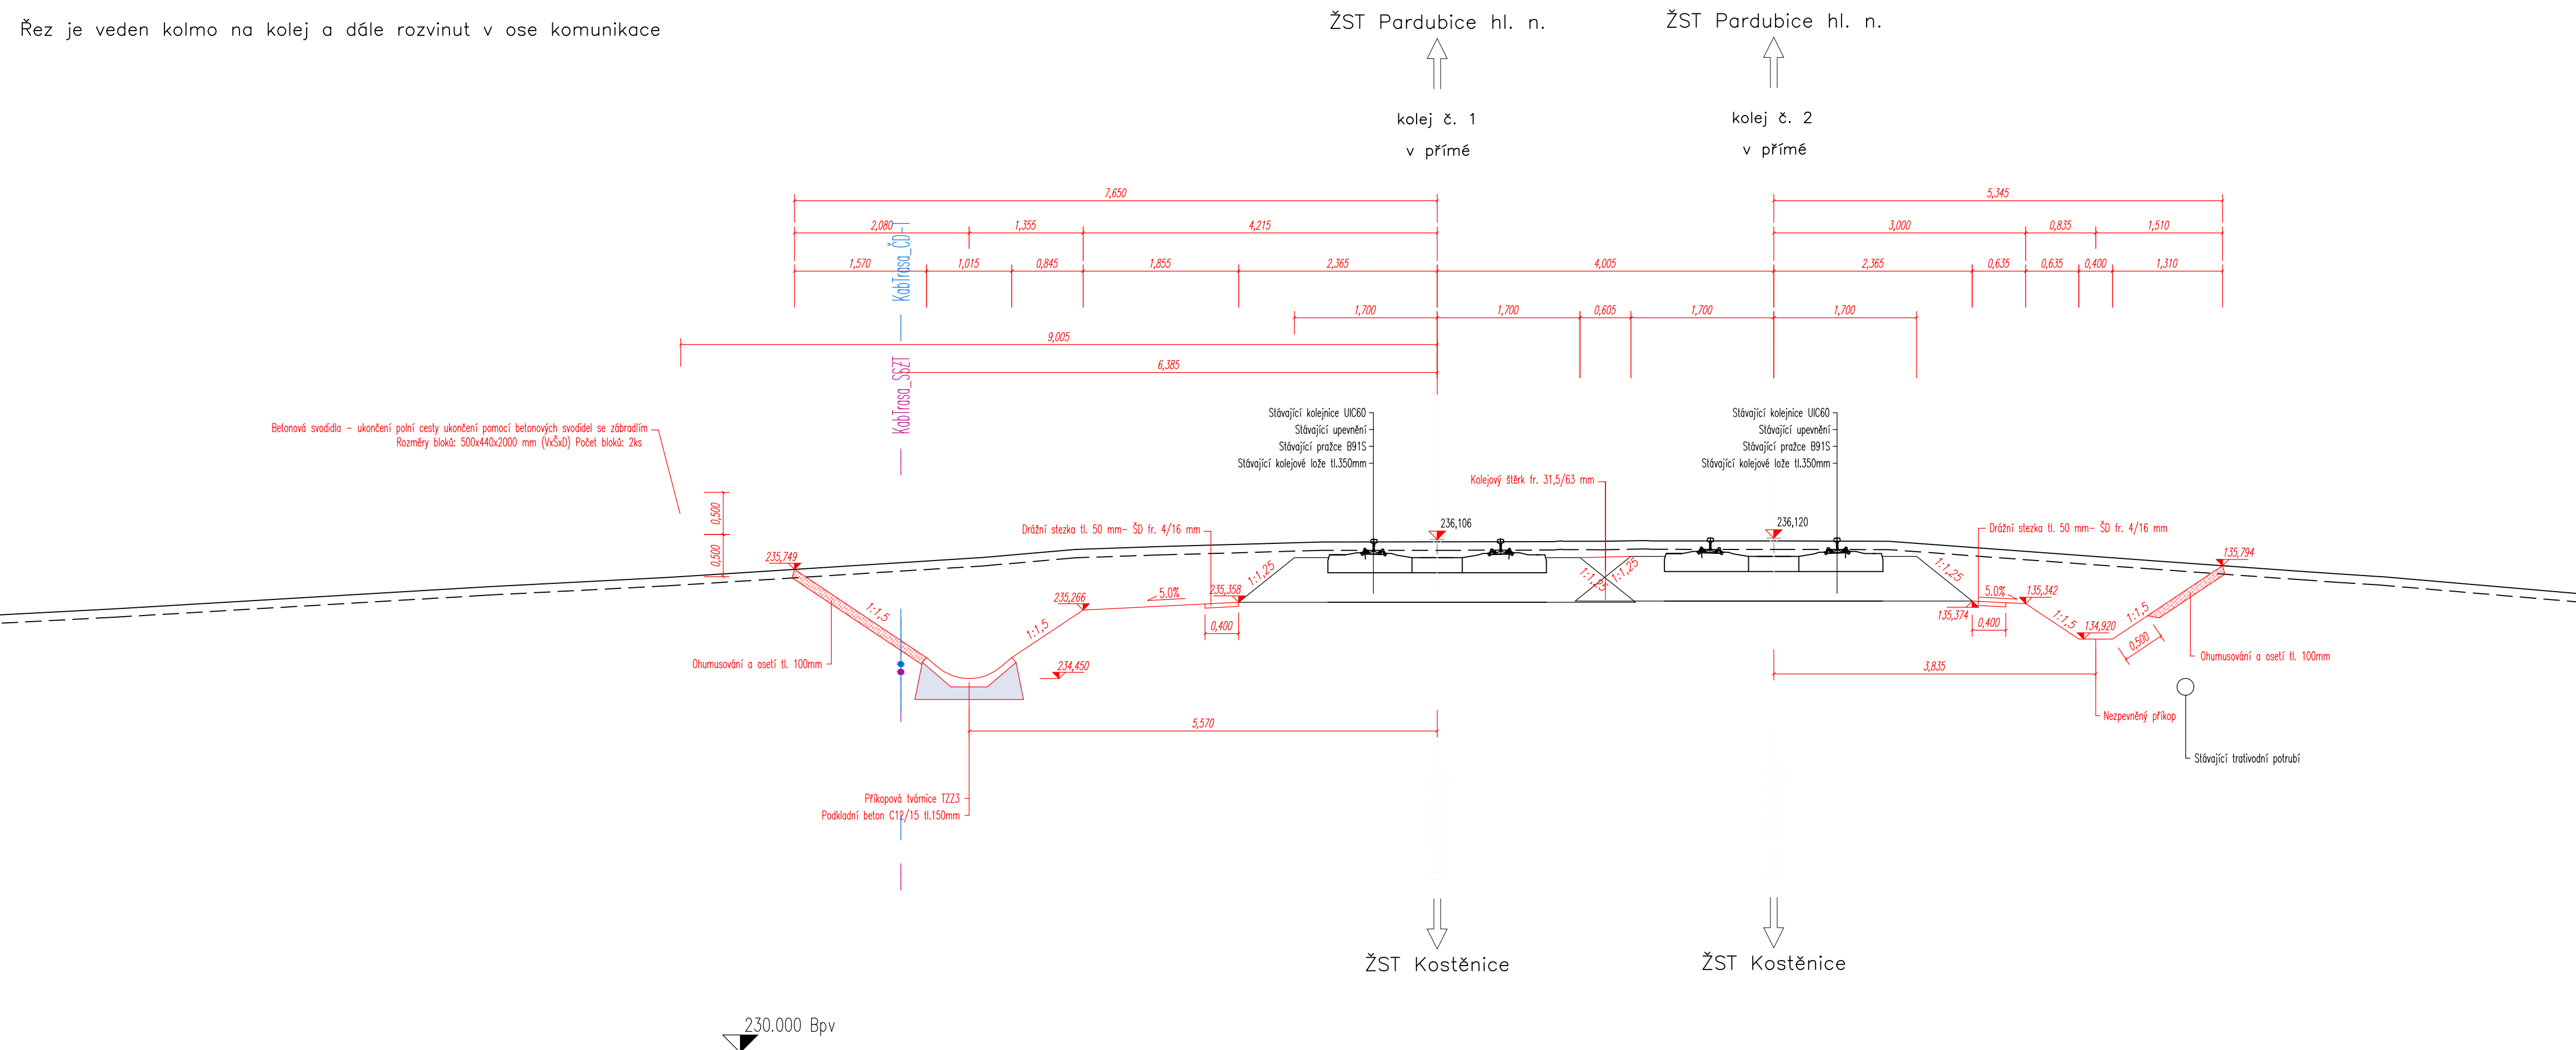 Řez je veden kolmo na kolej a dále rozvinut v ose komunikace
ŽST Pardubice hl. n.
ŽST Pardubice hl. n.
kolej č. 1
v přímé
kolej č. 2
v přímé
7,650
5,345
2,080
1,355
4,215
3,000
0,835
1,510
1,570
1,015
0,845
1,855
2,365
4,005
2,365
0,635
0,635
0,400
1,310
1,700
1,700
0,605
1,700
1,700
9,005
6,385
KabTrasa_ČD-T
KabTrasa_SSZT
Betonová svodidla - ukončení polní cesty ukončení pomocí betonových svodidel se zábradlím
Rozměry bloků: 500x440x2000 mm (VxŠxD) Počet bloků: 2ks
Stávající kolejnice UIC60
Stávající upevnění
Stávající pražce B91S
Stávající kolejové lože tl.350mm
Stávající kolejnice UIC60
Stávající upevnění
Stávající pražce B91S
Stávající kolejové lože tl.350mm
Kolejový štěrk fr. 31,5/63 mm
Drážní stezka tl. 50 mm- ŠD fr. 4/16 mm
Drážní stezka tl. 50 mm- ŠD fr. 4/16 mm
0,500
0,500
236,106
236,120
235,749
135,794
1:1,5
235,266
5.0%
235,358
1:1,25
1:1,25
1:1,25
1:1,25
5.0%
135,342
135,374
0,400
0,400
1:1,5
1:1,5
134,920
1:1,5
0,500
Ohumusování a osetí tl. 100mm
234,450
3,835
Ohumusování a osetí tl. 100mm
5,570
Nezpevněný příkop
Stávající trativodní potrubí
Příkopová tvárnice TZZ3
Podkladní beton C12/15 tl.150mm
ŽST Kostěnice
ŽST Kostěnice
230.000 Bpv